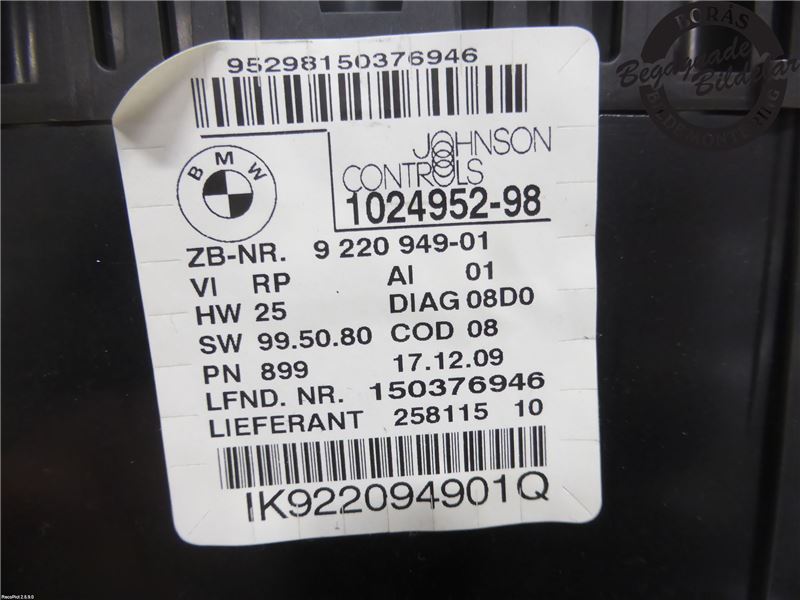 95298150376946
BMW
JOHNSON
CONTROLS
1024952-98
ZB-NR. 9 220 949-01
VI RP AI 01
HW 25 DIAG 08D0
SW 99.50.80 COD 08
PN 899 17.12.09
LFND. NR. 150376946
LIEFERANT 258115 10
IK922094901Q
BORÅS
Begagnade